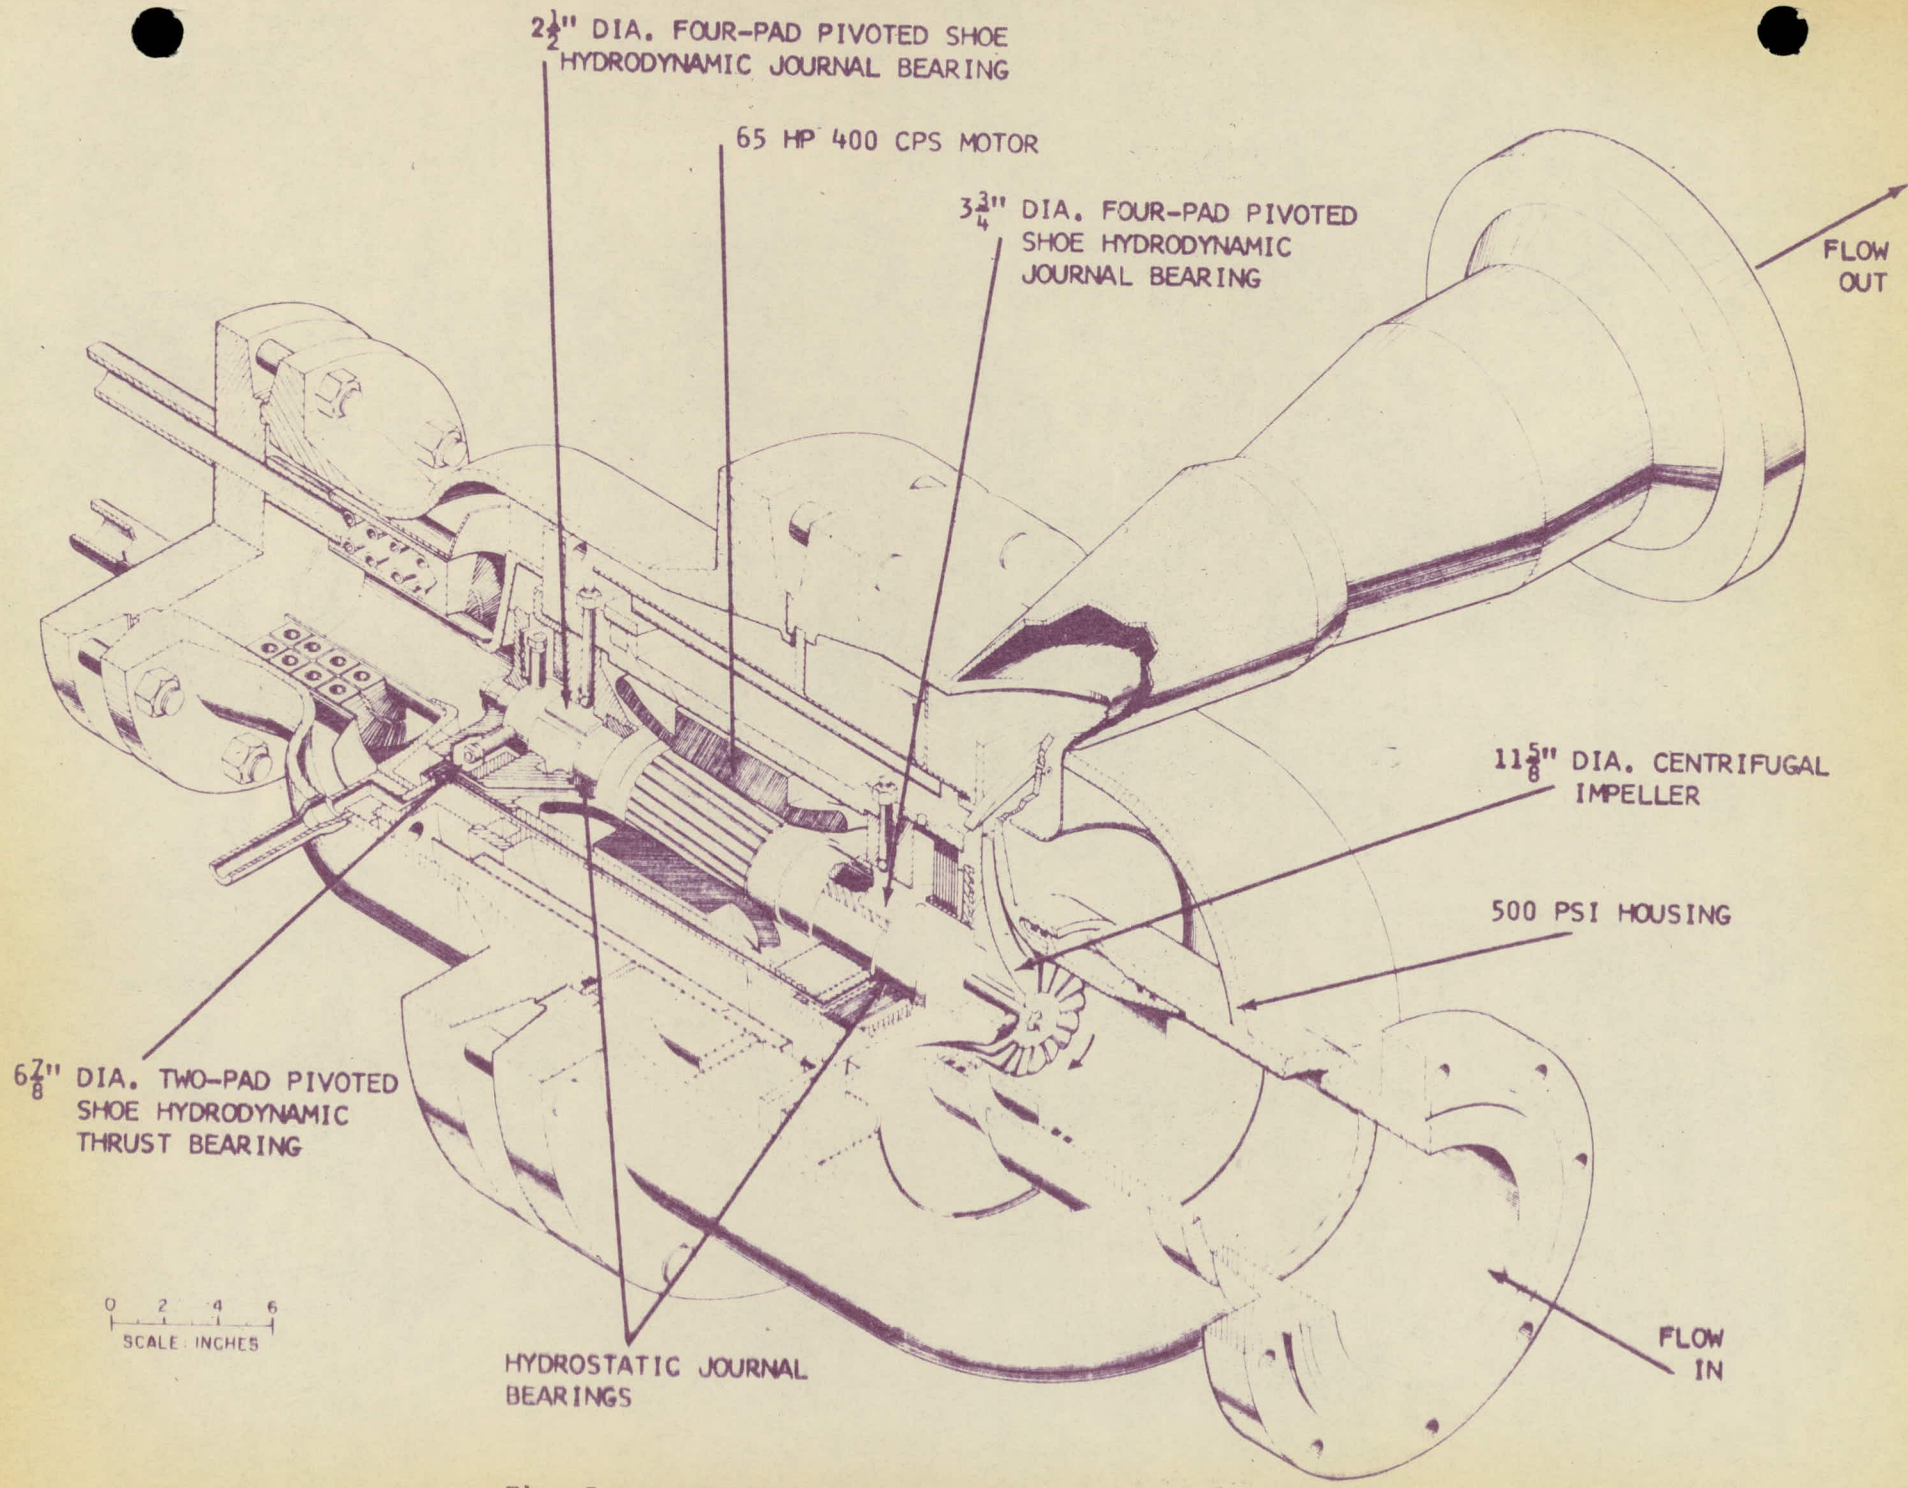 2½" DIA. FOUR-PAD PIVOTED SHOE
HYDRODYNAMIC JOURNAL BEARING
65 HP 400 CPS MOTOR
3¾" DIA. FOUR-PAD PIVOTED
SHOE HYDRODYNAMIC
JOURNAL BEARING
FLOW
OUT
11⅝" DIA. CENTRIFUGAL
IMPELLER
500 PSI HOUSING
6⅞" DIA. TWO-PAD PIVOTED
SHOE HYDRODYNAMIC
THRUST BEARING
0 2 4 6
SCALE: INCHES
HYDROSTATIC JOURNAL
BEARINGS
FLOW
IN